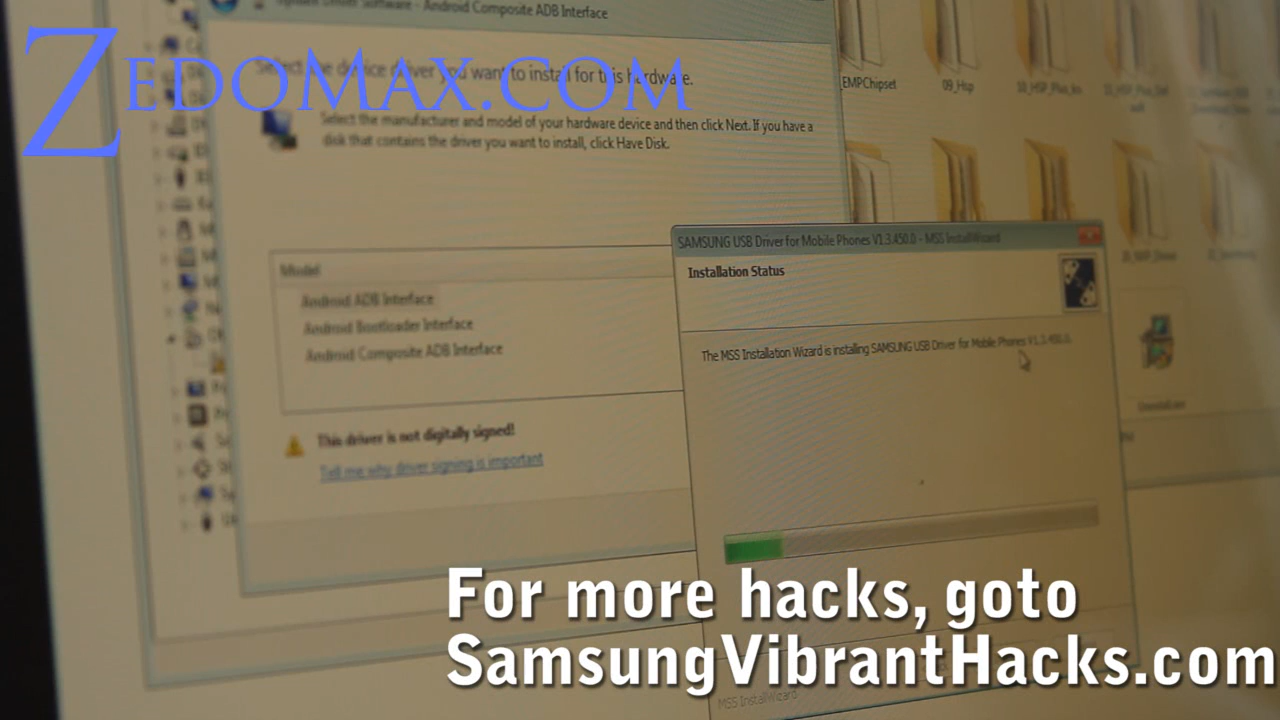 Driver Software - Android Composite ADB Interface
ZEDOMAX.COM
Select the device driver you want to install for this hardware.
Select the manufacturer and model of your hardware device and then click Next. If you have a
disk that contains the driver you want to install, click Have Disk.
Model
Android ADB Interface
Android Bootloader Interface
Android Composite ADB Interface
This driver is not digitally signed!
Tell me why driver signing is important
EMPChipset
09_Hsp
SAMSUNG USB Driver for Mobile Phones V1.3.450.0 - MSS InstallWizard
Installation Status
The MSS Installation Wizard is installing SAMSUNG USB Driver for Mobile Phones V1.3.450.0.
For more hacks, goto
SamsungVibrantHacks.com
MSS InstallWizard